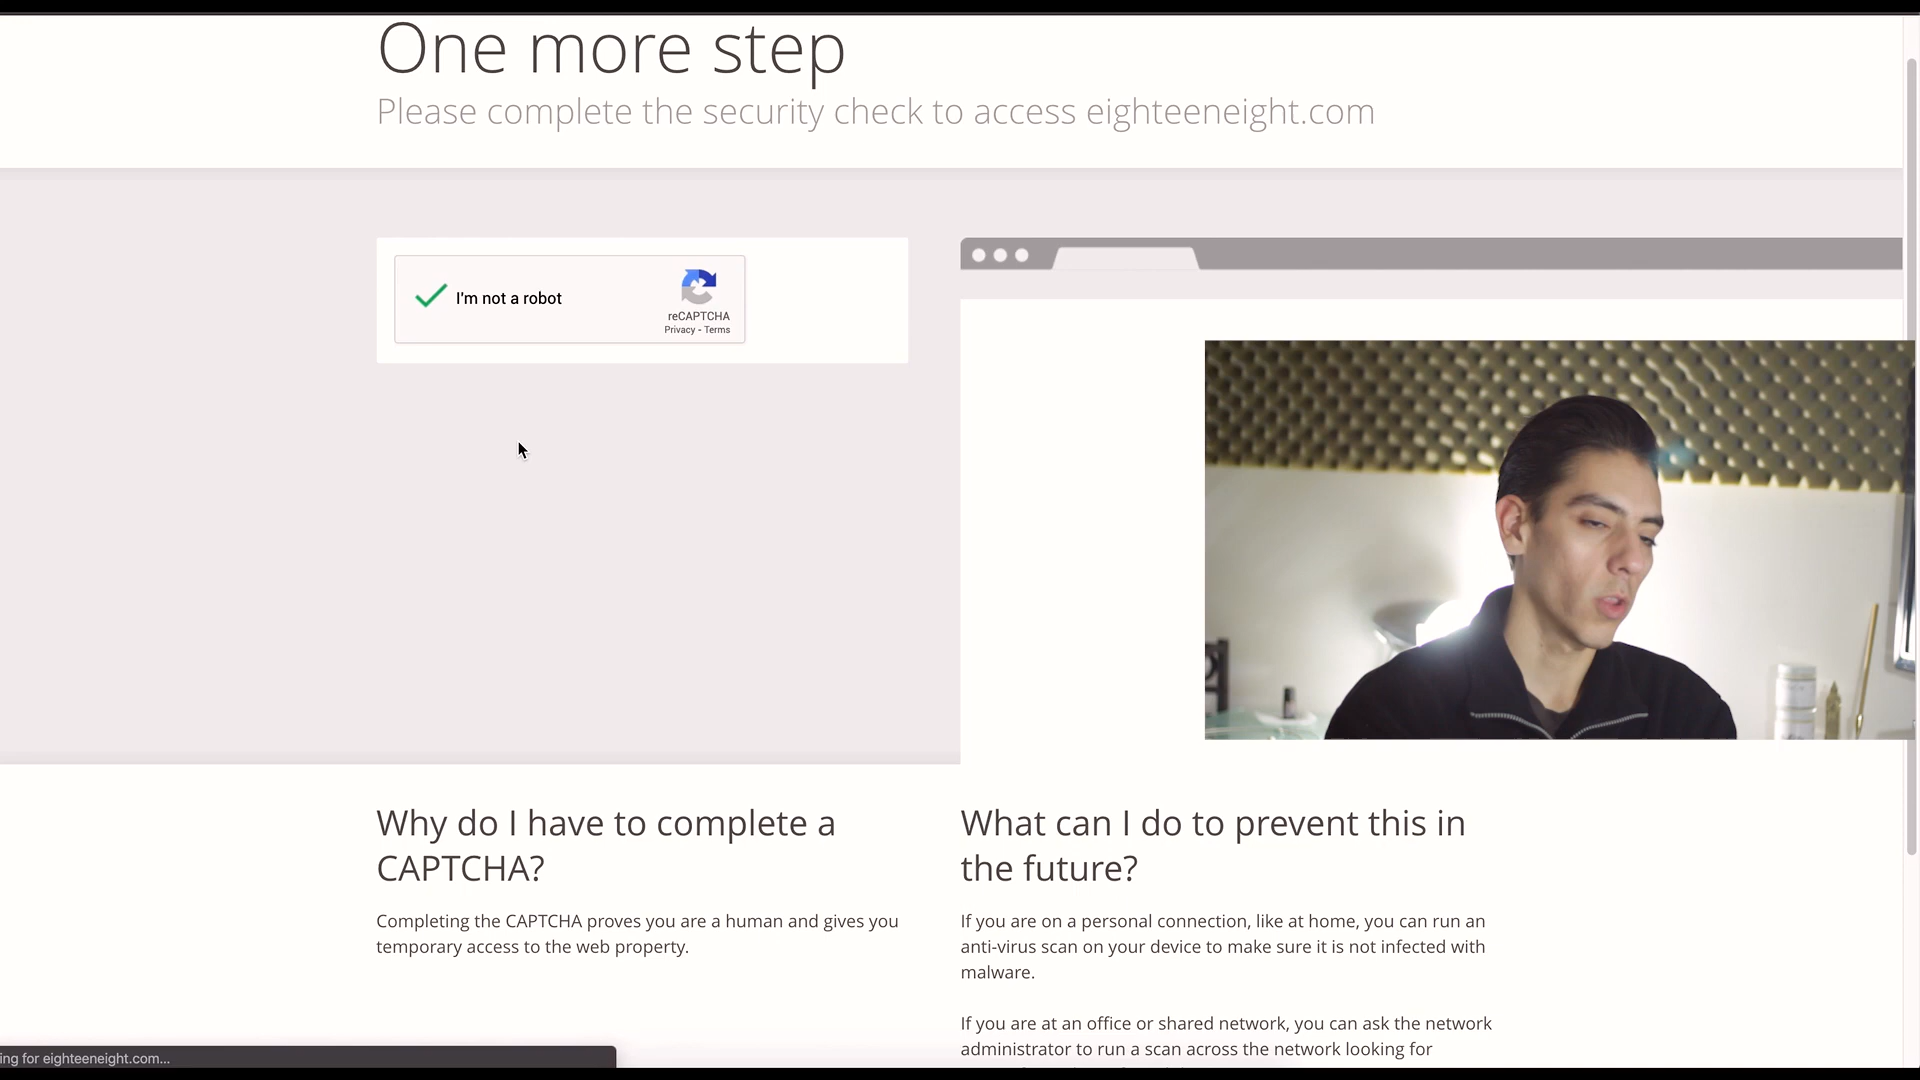 One more step
Please complete the security check to access eighteeneight.com
I'm not a robot
reCAPTCHA
Privacy - Terms
Why do I have to complete a
CAPTCHA?
Completing the CAPTCHA proves you are a human and gives you
temporary access to the web property.
What can I do to prevent this in
the future?
If you are on a personal connection, like at home, you can run an
anti-virus scan on your device to make sure it is not infected with
malware.
If you are at an office or shared network, you can ask the network
administrator to run a scan across the network looking for
ing for eighteeneight.com...